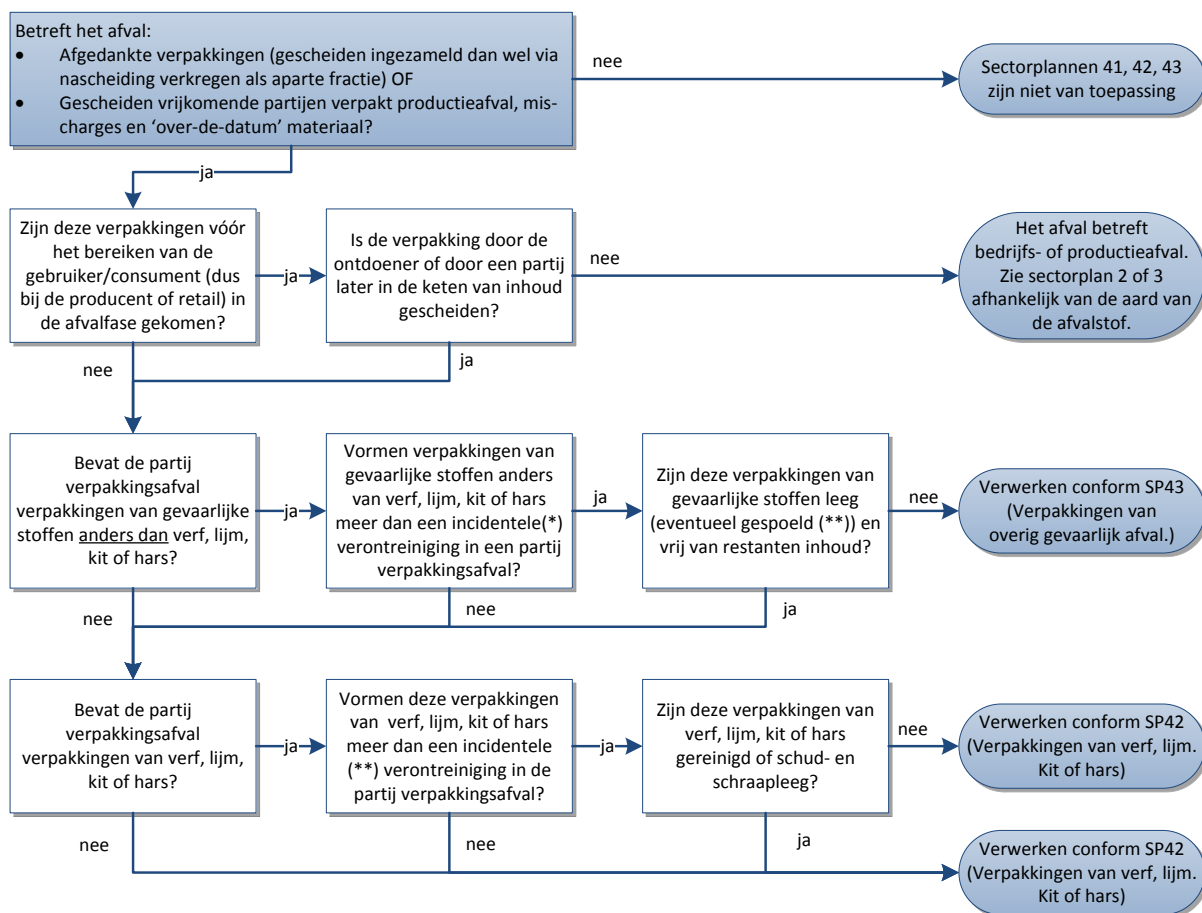 Betreft het afval:
• Afgedankte verpakkingen (gescheiden ingezameld dan wel via
nascheiding verkregen als aparte fractie) OF
• Gescheiden vrijkomende partijen verpakt productieafval, mis-
charges en ‘over-de-datum’ materiaal?
nee
Sectorplannen 41, 42, 43
zijn niet van toepassing
ja
Zijn deze verpakkingen vóór
het bereiken van de
gebruiker/consument (dus
bij de producent of retail) in
de afvalfase gekomen?
ja
Is de verpakking door de
ontdoener of door een partij
later in de keten van inhoud
gescheiden?
nee
Het afval betreft
bedrijfs- of productieafval.
Zie sectorplan 2 of 3
afhankelijk van de aard van
de afvalstof.
nee
ja
Bevat de partij
verpakkingsafval
verpakkingen van gevaarlijke
stoffen anders dan verf, lijm,
kit of hars?
ja
Vormen verpakkingen van
gevaarlijke stoffen anders
van verf, lijm, kit of hars
meer dan een incidentele(*)
verontreiniging in een partij
verpakkingsafval?
ja
Zijn deze verpakkingen van
gevaarlijke stoffen leeg
(eventueel gespoeld (**)) en
vrij van restanten inhoud?
nee
Verwerken conform SP43
(Verpakkingen van
overig gevaarlijk afval.)
nee
nee
ja
Bevat de partij
verpakkingsafval
verpakkingen van verf, lijm,
kit of hars?
ja
Vormen deze verpakkingen
van verf, lijm, kit of hars
meer dan een incidentele
(**) verontreiniging in de
partij verpakkingsafval?
ja
Zijn deze verpakkingen van
verf, lijm, kit of hars
gereinigd of schud- en
schraapleeg?
nee
Verwerken conform SP42
(Verpakkingen van verf, lijm.
Kit of hars)
nee
nee
ja
Verwerken conform SP42
(Verpakkingen van verf, lijm.
Kit of hars)